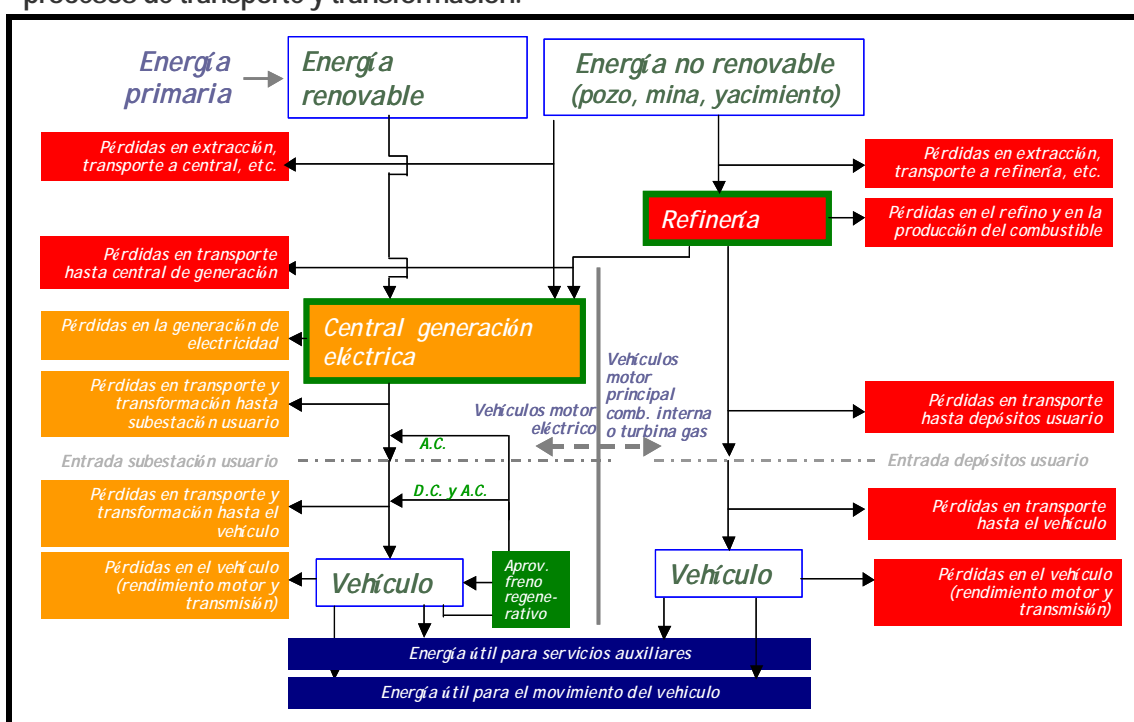 procesos de transporte y transformación.
Energía
primaria
Energía
renovable
Energía no renovable
(pozo, mina, yacimiento)
Pérdidas en extracción,
transporte a central, etc.
Pérdidas en extracción,
transporte a refinería, etc.
Refinería
Pérdidas en el refino y en la
producción del combustible
Pérdidas en transporte
hasta central de generación
Pérdidas en la generación de
electricidad
Central generación
eléctrica
Vehículos
motor
principal
comb. interna
o turbina gas
Vehículos motor
eléctrico
Pérdidas en transporte y
transformación hasta
subestación usuario
Pérdidas en transporte
hasta depósitos usuario
A.C.
Entrada subestación usuario
Entrada depósitos usuario
D.C. y A.C.
Pérdidas en transporte y
transformación hasta el
vehículo
Pérdidas en transporte
hasta el vehículo
Pérdidas en el vehículo
(rendimiento motor y
transmisión)
Vehículo
Aprov.
freno
regene-
rativo
Vehículo
Pérdidas en el vehículo
(rendimiento motor y
transmisión)
Energía útil para servicios auxiliares
Energía útil para el movimiento del vehiculo